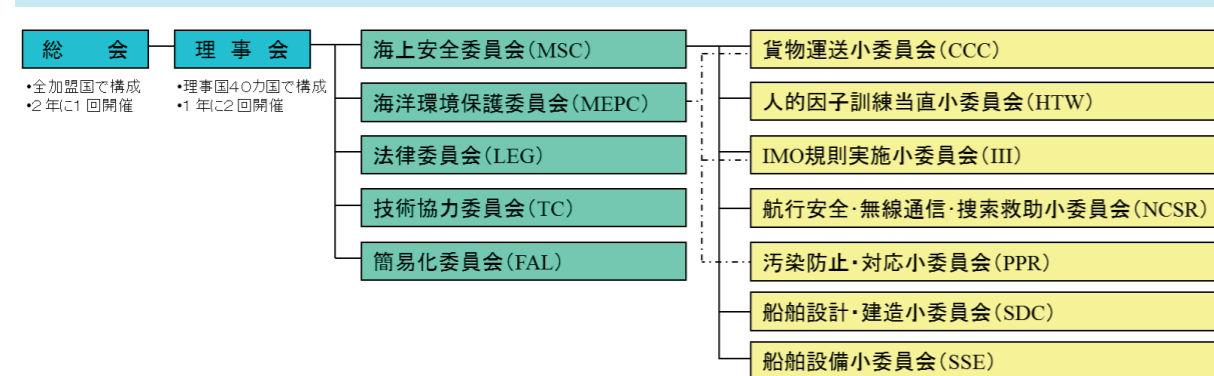 総 会
・全加盟国で構成
・2年に1回開催
理 事 会
・理事国40カ国で構成
・1年に2回開催
海上安全委員会(MSC)
海洋環境保護委員会(MEPC)
法律委員会(LEG)
技術協力委員会(TC)
簡易化委員会(FAL)
貨物運送小委員会(CCC)
人的因子訓練当直小委員会(HTW)
IMO規則実施小委員会(III)
航行安全・無線通信・捜索救助小委員会(NCSR)
汚染防止・対応小委員会(PPR)
船舶設計・建造小委員会(SDC)
船舶設備小委員会(SSE)